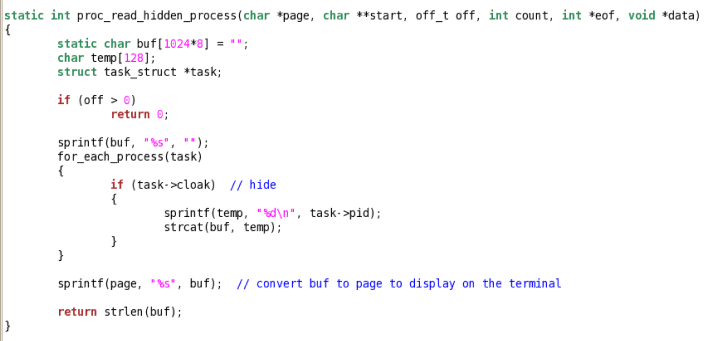 static int proc_read_hidden_process(char *page, char **start, off_t off, int count, int *eof, void *data)
{
        static char buf[1024*8] = "";
        char temp[128];
        struct task_struct *task;

        if (off > 0)
                return 0;

        sprintf(buf, "%s", "");
        for_each_process(task)
        {
                if (task->cloak)  // hide
                {
                        sprintf(temp, "%d\n", task->pid);
                        strcat(buf, temp);
                }
        }

        sprintf(page, "%s", buf);  // convert buf to page to display on the terminal

        return strlen(buf);
}